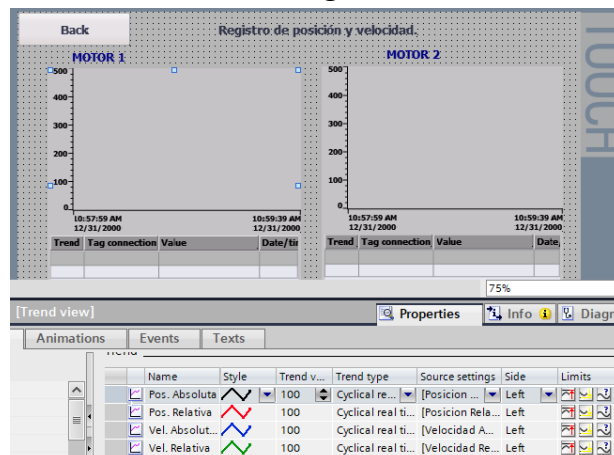 Back
Registro de posición y velocidad.
MOTOR 1
MOTOR 2
500
400
300
200
100
0
10:57:59 AM
12/31/2000
10:59:39 AM
12/31/2000
Trend Tag connection Value Date/tir
500
400
300
200
100
0
10:57:59 AM
12/31/2000
10:59:39 AM
12/31/2000
Trend Tag connection Value Date,
TOUCH
75%
[Trend view]
Properties Info Diagr
Animations Events Texts
Trend
Name Style Trend v... Trend type Source settings Side Limits
Pos. Absoluta 100 Cyclical re... [Posicion ... Left
Pos. Relativa 100 Cyclical real ti... [Posicion Rela... Left
Vel. Absolut... 100 Cyclical real ti... [Velocidad A... Left
Vel. Relativa 100 Cyclical real ti... [Velocidad Re... Left